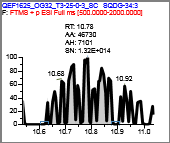 QEF1625_OG32_T3-25-0-3_SC SQDG-34:3
F: FTMS + p ESI Full ms [500.0000-2000.0000]
RT: 10.78
AA: 46730
AH: 7101
SN: 1.32E+014
100
80
60
40
20
0
10.68
10.92
10.6 10.7 10.8 10.9 11.0